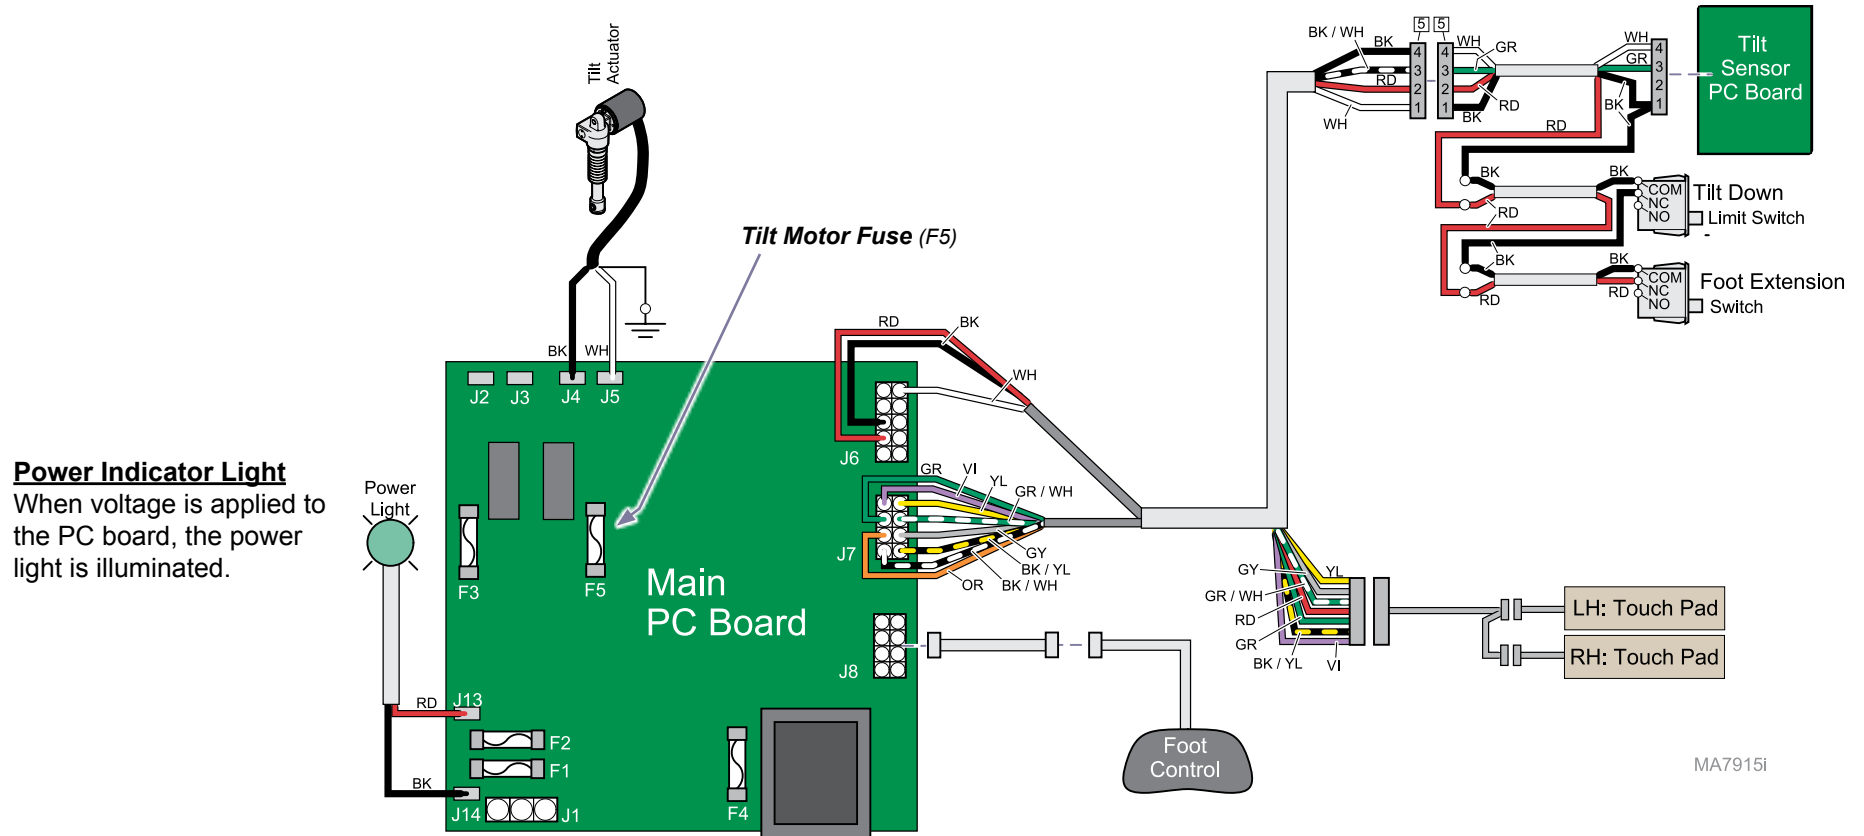 Tilt
Actuator
Tilt Motor Fuse (F5)
BK
WH
J2
J3
J4
J5
Power Indicator Light
When voltage is applied to
the PC board, the power
light is illuminated.
Power
Light
F3
F5
Main
PC Board
RD
BK
WH
J6
GR
VI
YL
GR / WH
J7
GY
BK / YL
BK / WH
OR
J8
RD
J13
F2
F1
BK
J14
J1
F4
Foot
Control
BK / WH
BK
RD
WH
5
5
4
3
2
1
4
3
2
1
WH
GR
RD
BK
WH
GR
BK
RD
4
3
2
1
Tilt
Sensor
PC Board
BK
RD
BK
COM
NC
NO
Tilt Down
Limit Switch
BK
RD
BK
RD
COM
NC
NO
Foot Extension
Switch
GY
YL
GR / WH
RD
GR
BK / YL
VI
LH: Touch Pad
RH: Touch Pad
MA7915i